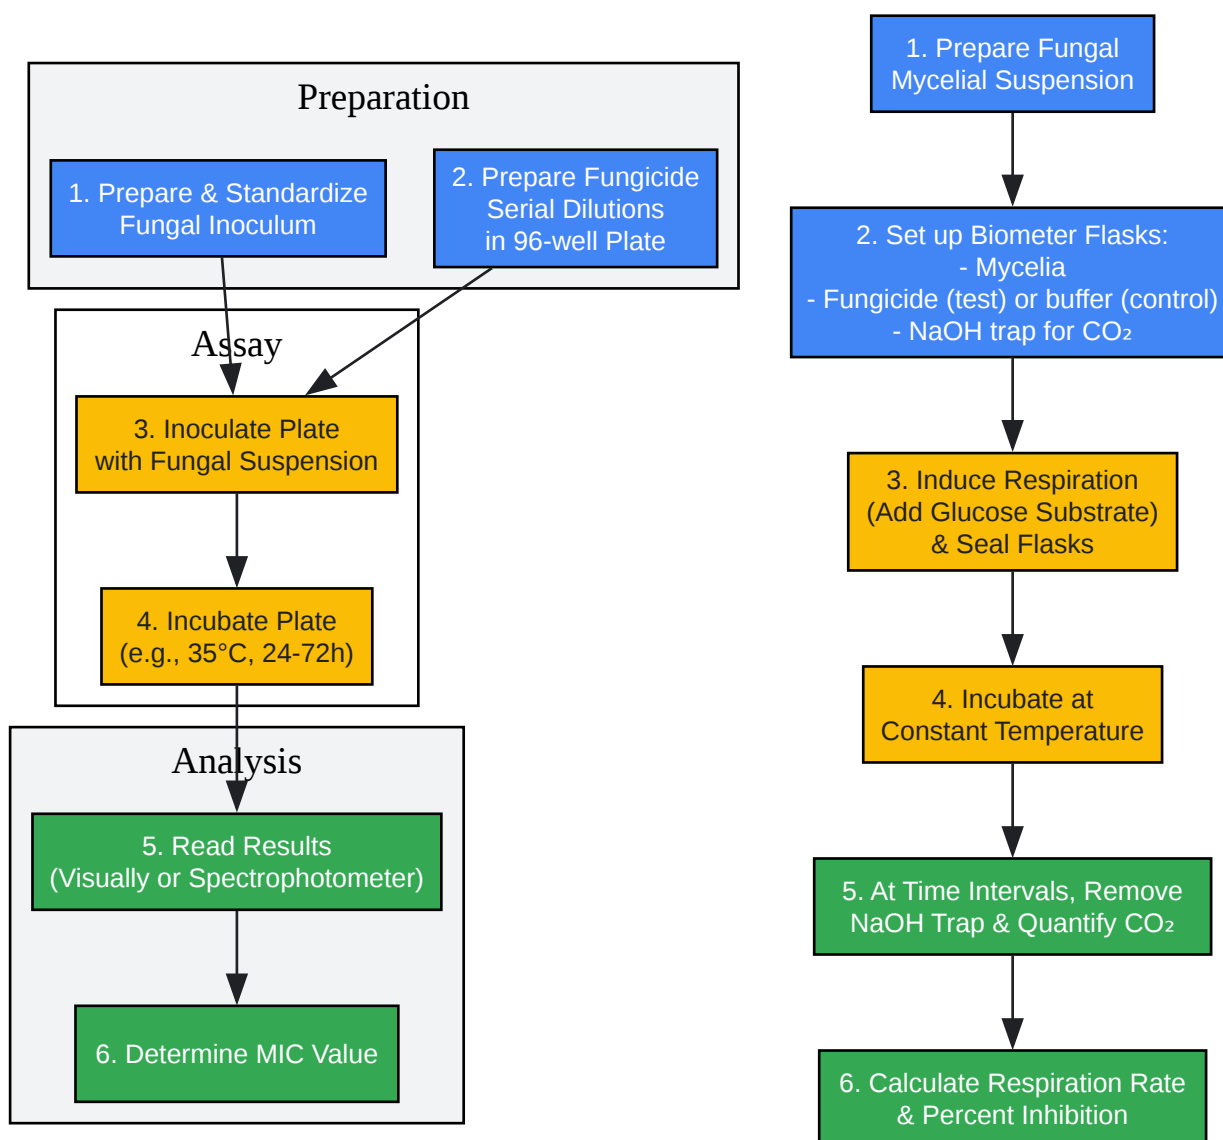 Preparation
1. Prepare & Standardize
Fungal Inoculum
2. Prepare Fungicide
Serial Dilutions
in 96-well Plate
Assay
3. Inoculate Plate
with Fungal Suspension
4. Incubate Plate
(e.g., 35°C, 24-72h)
Analysis
5. Read Results
(Visually or Spectrophotometer)
6. Determine MIC Value
1. Prepare Fungal
Mycelial Suspension
2. Set up Biometer Flasks:
- Mycelia
- Fungicide (test) or buffer (control)
- NaOH trap for CO₂
3. Induce Respiration
(Add Glucose Substrate)
& Seal Flasks
4. Incubate at
Constant Temperature
5. At Time Intervals, Remove
NaOH Trap & Quantify CO₂
6. Calculate Respiration Rate
& Percent Inhibition